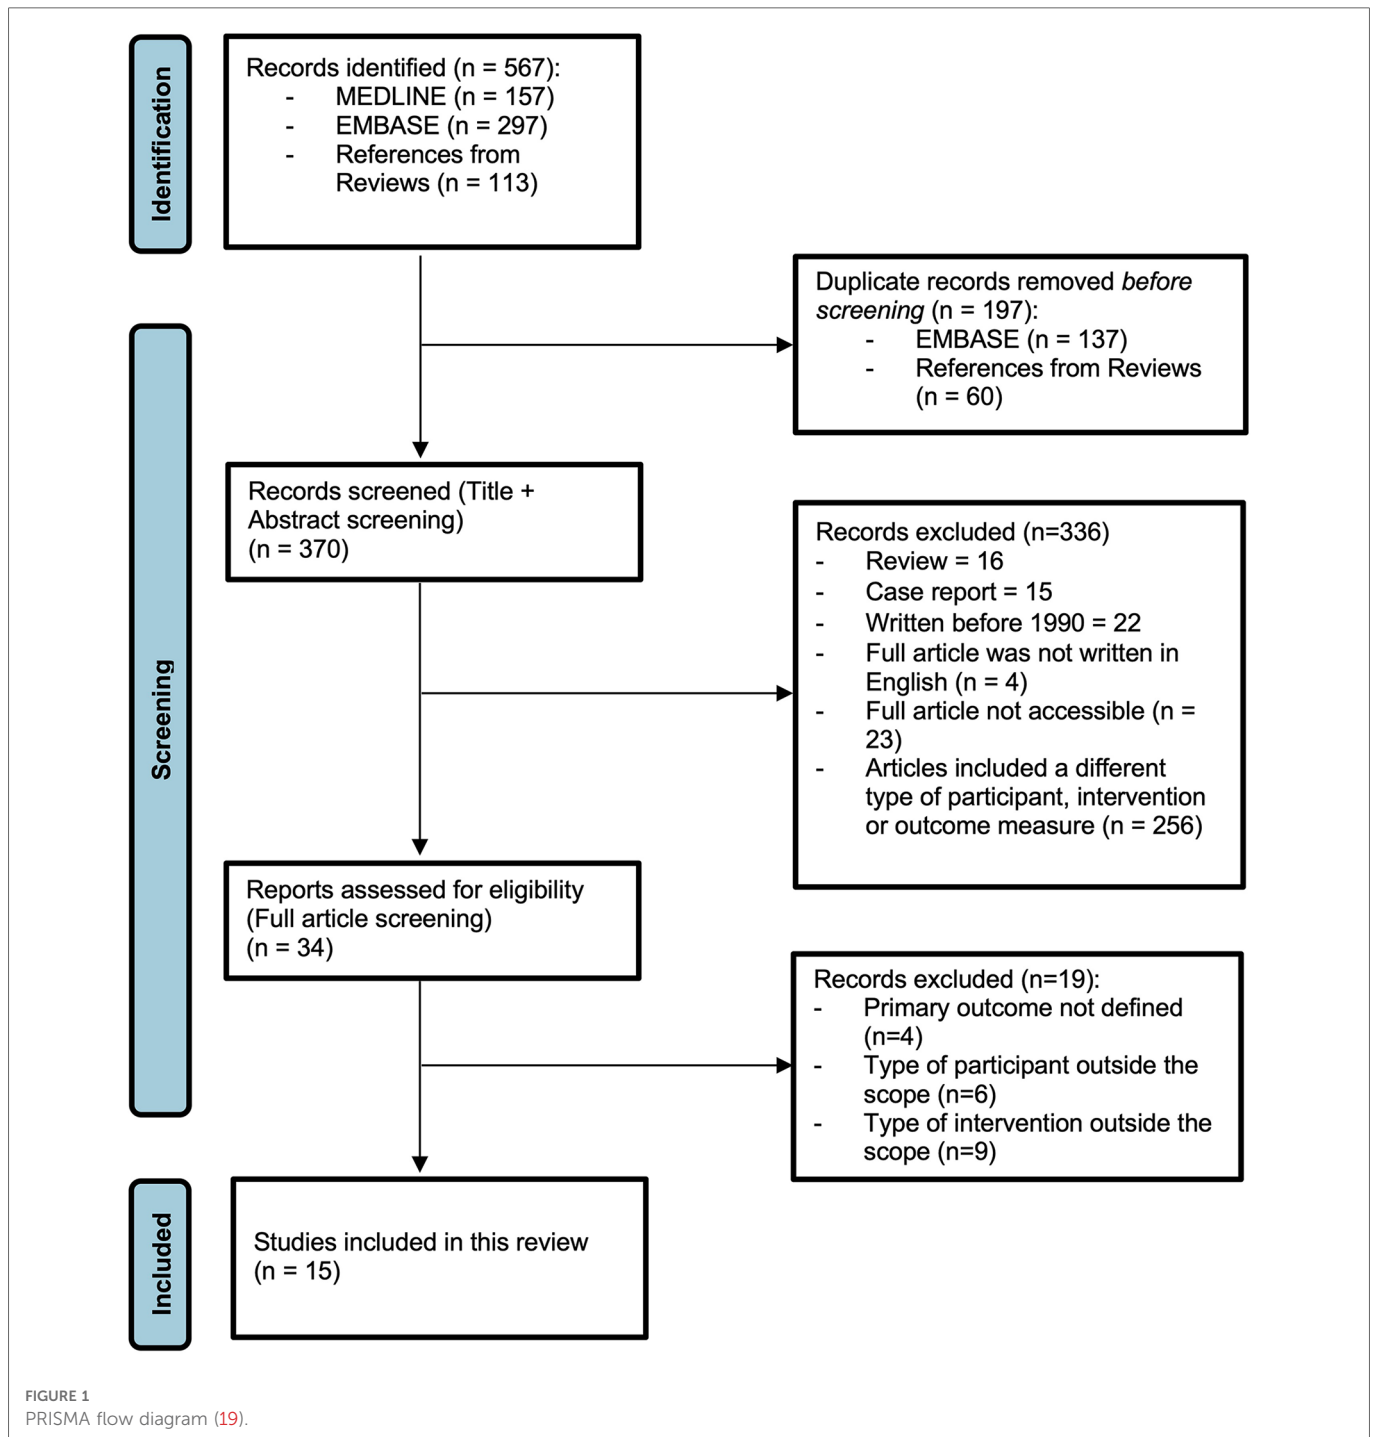 Identification
Records identified (n = 567):
- MEDLINE (n = 157)
- EMBASE (n = 297)
- References from
Reviews (n = 113)
Duplicate records removed before
screening (n = 197):
- EMBASE (n = 137)
- References from Reviews
(n = 60)
Screening
Records screened (Title +
Abstract screening)
(n = 370)
Records excluded (n=336)
- Review = 16
- Case report = 15
- Written before 1990 = 22
- Full article was not written in
English (n = 4)
- Full article not accessible (n =
23)
- Articles included a different
type of participant, intervention
or outcome measure (n = 256)
Reports assessed for eligibility
(Full article screening)
(n = 34)
Records excluded (n=19):
- Primary outcome not defined
(n=4)
- Type of participant outside the
scope (n=6)
- Type of intervention outside the
scope (n=9)
Included
Studies included in this review
(n = 15)
FIGURE 1
PRISMA flow diagram (19).